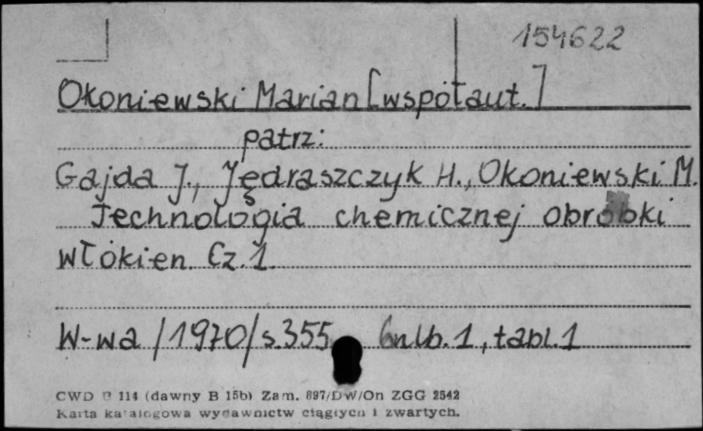 154622
Okoniewski Marian [współaut.]
patrz:
Gajda J., Jędraszczyk H., Okoniewski M.
Technologia chemicznej obróbki
włókien. Cz. 1.
W-wa /1970/ s. 355 nlb. 1, tabl. 1
CWD B 114 (dawny B 15b) Zam. 897/DW/On ZGG 2542
Karta katalogowa wydawnictw ciągłych i zwartych.